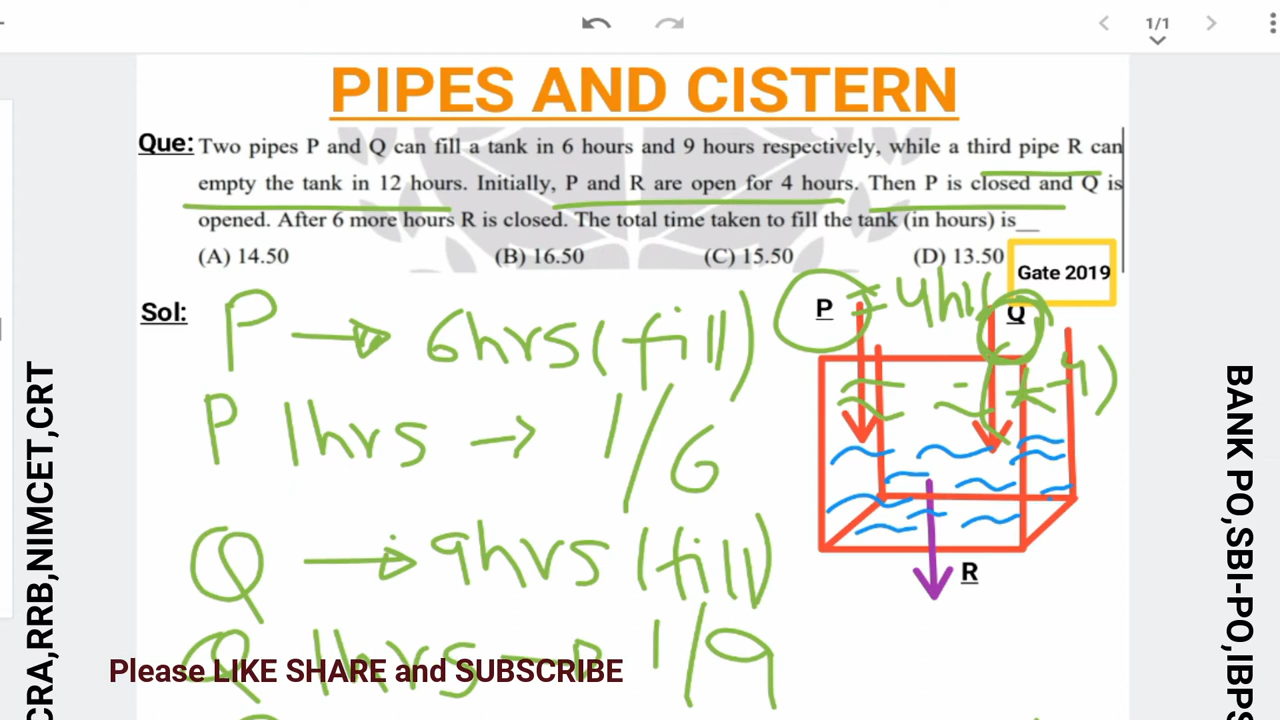 1/1
PIPES AND CISTERN
Que: Two pipes P and Q can fill a tank in 6 hours and 9 hours respectively, while a third pipe R can
empty the tank in 12 hours. Initially, P and R are open for 4 hours. Then P is closed and Q is
opened. After 6 more hours R is closed. The total time taken to fill the tank (in hours) is__
(A) 14.50 (B) 16.50 (C) 15.50 (D) 13.50
Gate 2019
Sol:
P → 6hrs (fill)
P = 4hrs
Q
P 1hrs → 1/6
Q → 9hrs (fill)
R
Q 1hrs → 1/9
Please LIKE SHARE and SUBSCRIBE
CRA,RRB,NIMCET,CRT
BANK PO,SBI-PO,IBPS